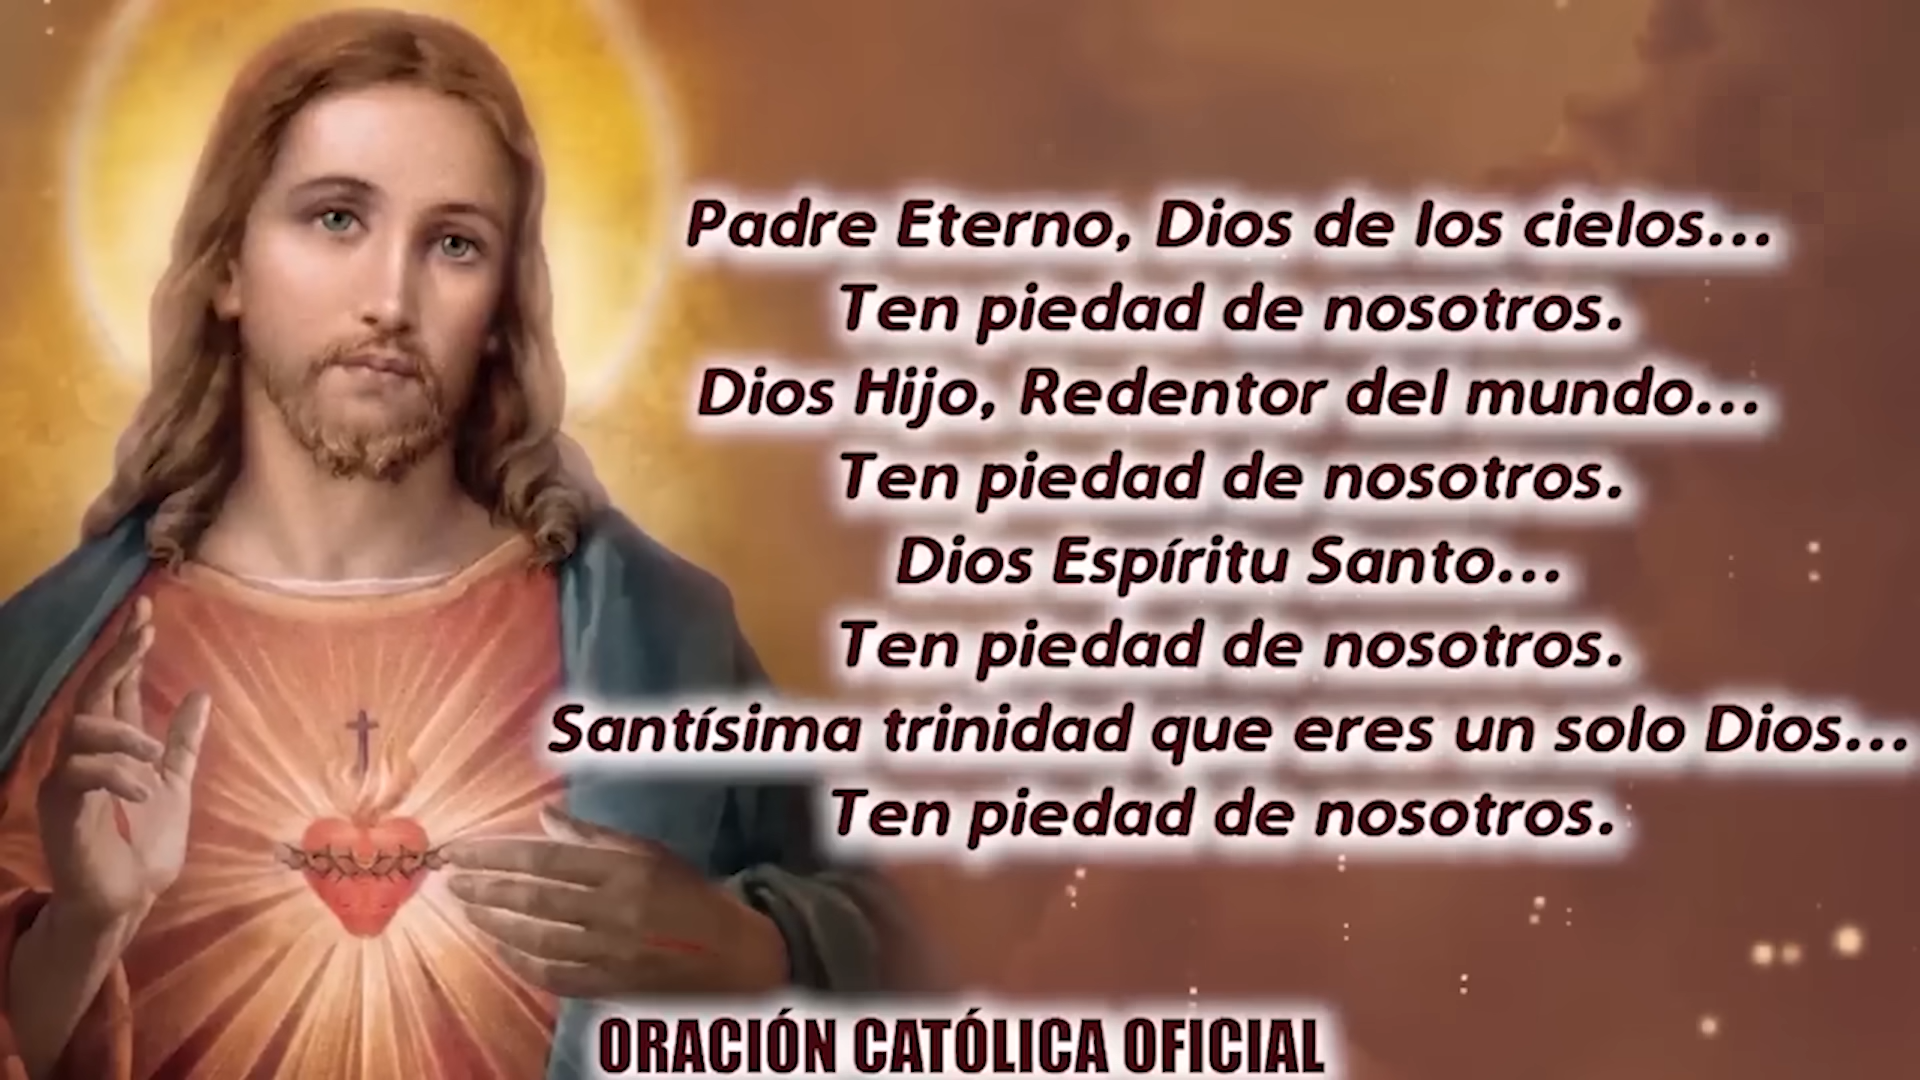 Padre Eterno, Dios de los cielos...
Ten piedad de nosotros.
Dios Hijo, Redentor del mundo...
Ten piedad de nosotros.
Dios Espíritu Santo...
Ten piedad de nosotros.
Santísima trinidad que eres un solo Dios...
Ten piedad de nosotros.
ORACIÓN CATÓLICA OFICIAL